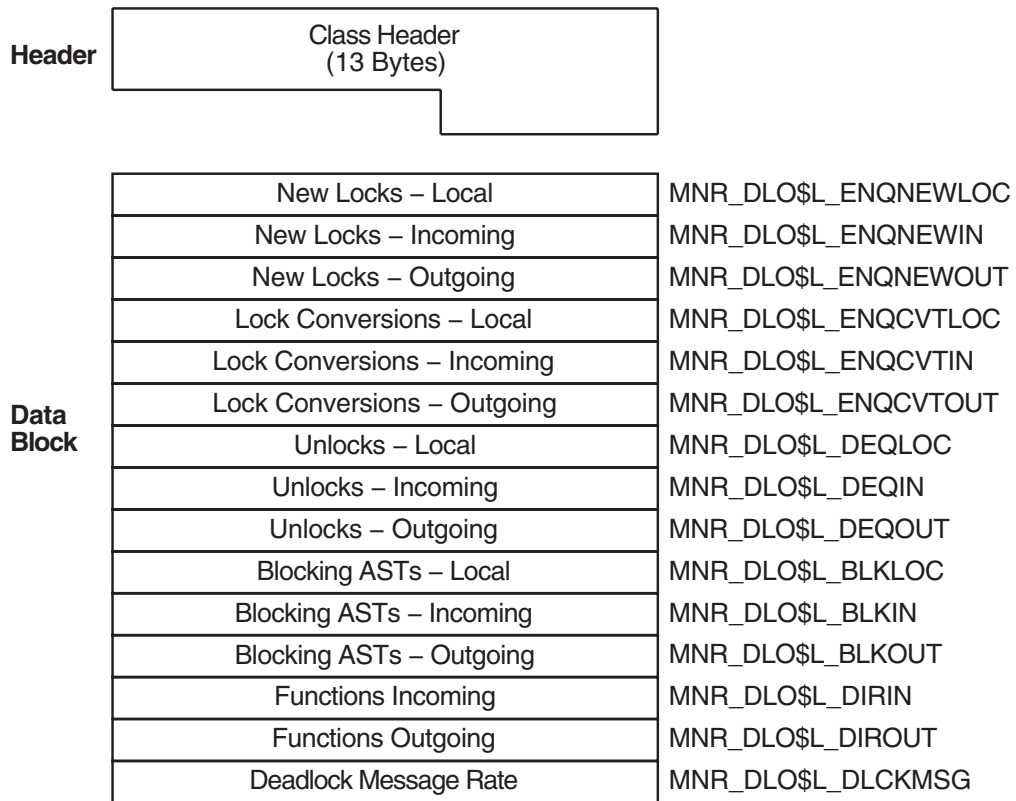 Header
Class Header
(13 Bytes)
New Locks – Local MNR_DLO$L_ENQNEWLOC
New Locks – Incoming MNR_DLO$L_ENQNEWIN
New Locks – Outgoing MNR_DLO$L_ENQNEWOUT
Lock Conversions – Local MNR_DLO$L_ENQCVTLOC
Lock Conversions – Incoming MNR_DLO$L_ENQCVTIN
Lock Conversions – Outgoing MNR_DLO$L_ENQCVTOUT
Data
Block
Unlocks – Local MNR_DLO$L_DEQLOC
Unlocks – Incoming MNR_DLO$L_DEQIN
Unlocks – Outgoing MNR_DLO$L_DEQOUT
Blocking ASTs – Local MNR_DLO$L_BLKLOC
Blocking ASTs – Incoming MNR_DLO$L_BLKIN
Blocking ASTs – Outgoing MNR_DLO$L_BLKOUT
Functions Incoming MNR_DLO$L_DIRIN
Functions Outgoing MNR_DLO$L_DIROUT
Deadlock Message Rate MNR_DLO$L_DLCKMSG